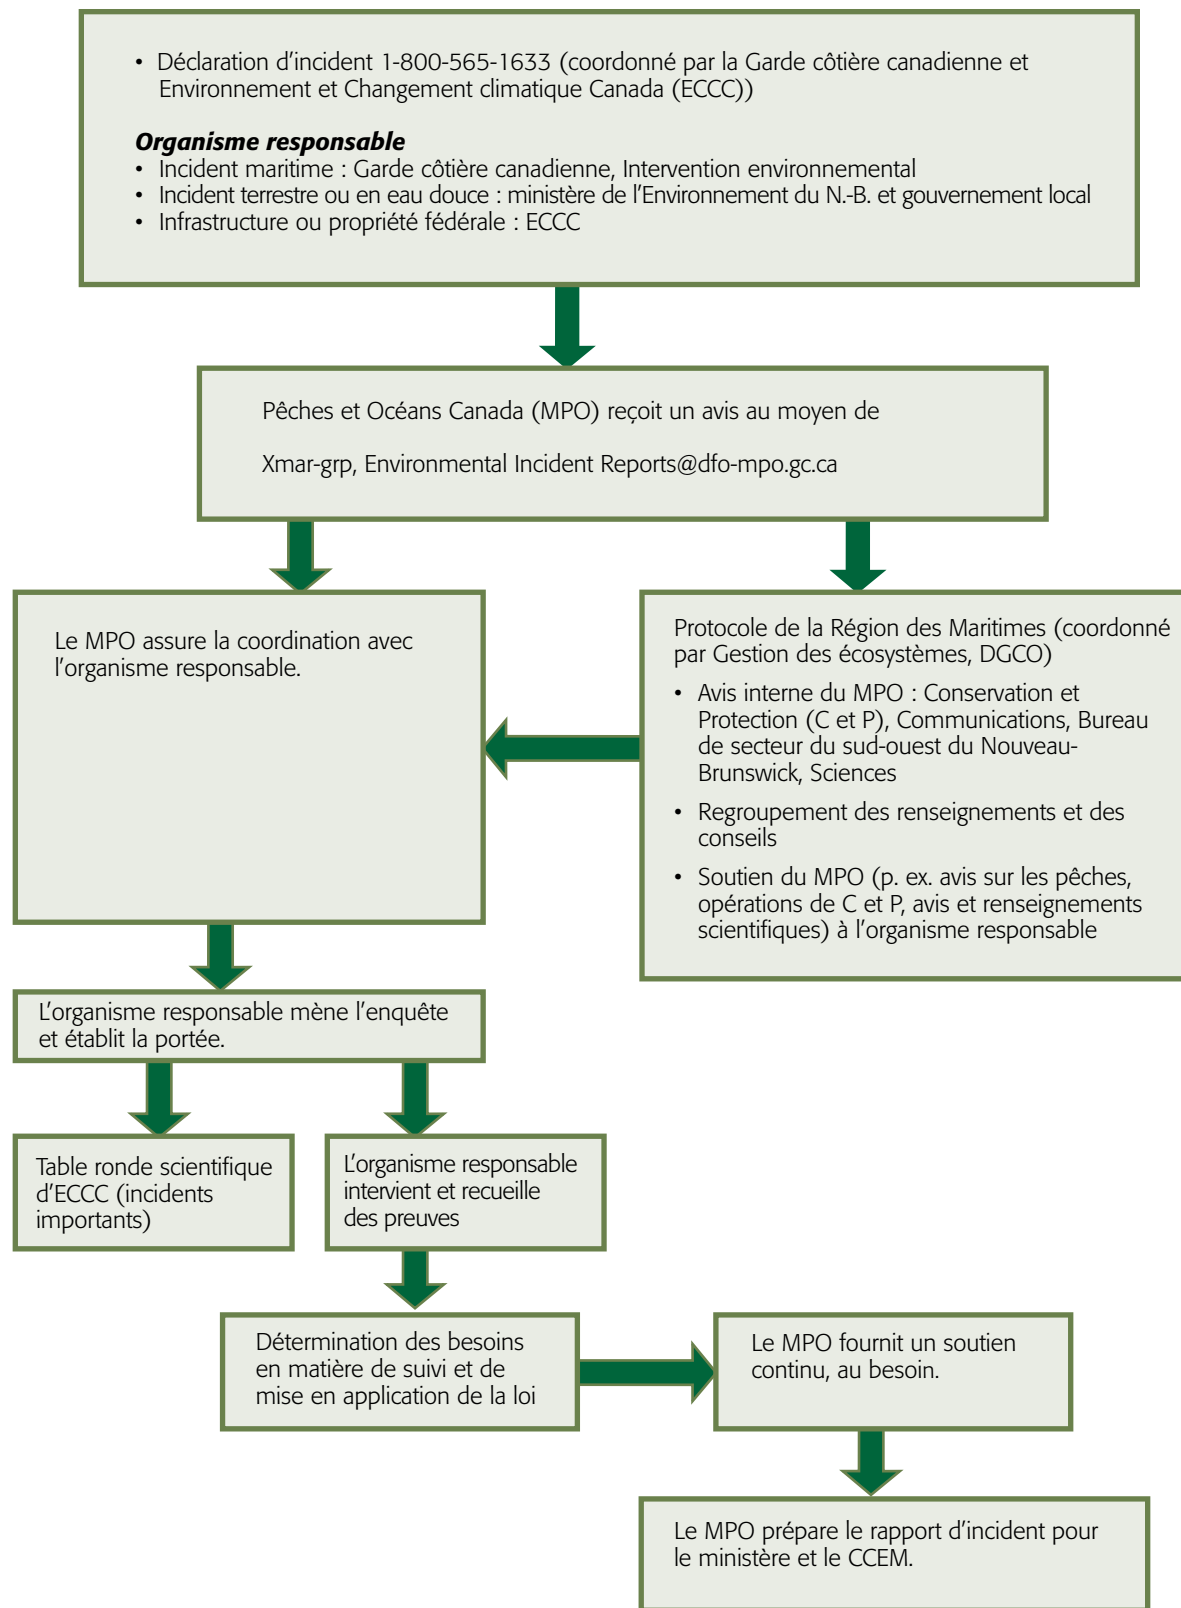 • Déclaration d'incident 1-800-565-1633 (coordonné par la Garde côtière canadienne et
Environnement et Changement climatique Canada (ECCC))
Organisme responsable
• Incident maritime : Garde côtière canadienne, Intervention environnemental
• Incident terrestre ou en eau douce : ministère de l'Environnement du N.-B. et gouvernement local
• Infrastructure ou propriété fédérale : ECCC
Pêches et Océans Canada (MPO) reçoit un avis au moyen de
Xmar-grp, Environmental Incident Reports@dfo-mpo.gc.ca
Le MPO assure la coordination avec
l'organisme responsable.
Protocole de la Région des Maritimes (coordonné
par Gestion des écosystèmes, DGCO)
• Avis interne du MPO : Conservation et
Protection (C et P), Communications, Bureau
de secteur du sud-ouest du Nouveau-
Brunswick, Sciences
• Regroupement des renseignements et des
conseils
• Soutien du MPO (p. ex. avis sur les pêches,
opérations de C et P, avis et renseignements
scientifiques) à l'organisme responsable
L'organisme responsable mène l'enquête
et établit la portée.
Table ronde scientifique
d'ECCC (incidents
importants)
L'organisme responsable
intervient et recueille
des preuves
Détermination des besoins
en matière de suivi et de
mise en application de la loi
Le MPO fournit un soutien
continu, au besoin.
Le MPO prépare le rapport d'incident pour
le ministère et le CCEM.